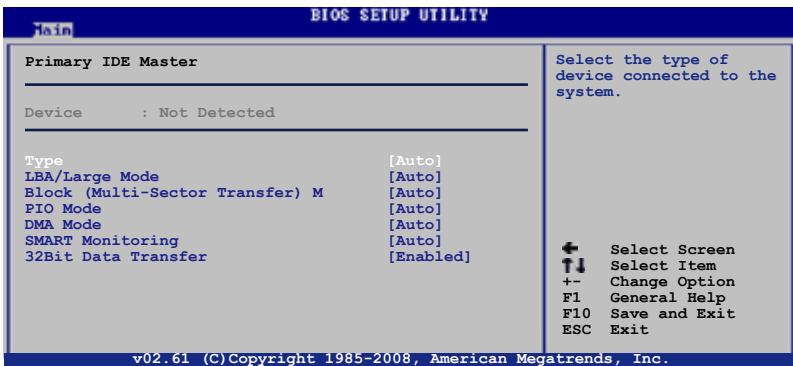 BIOS SETUP UTILITY
Main
Primary IDE Master
Device : Not Detected
Type [Auto]
LBA/Large Mode [Auto]
Block (Multi-Sector Transfer) M [Auto]
PIO Mode [Auto]
DMA Mode [Auto]
SMART Monitoring [Auto]
32Bit Data Transfer [Enabled]
Select the type of
device connected to the
system.
Select Screen
Select Item
+- Change Option
F1 General Help
F10 Save and Exit
ESC Exit
v02.61 (C)Copyright 1985-2008, American Megatrends, Inc.